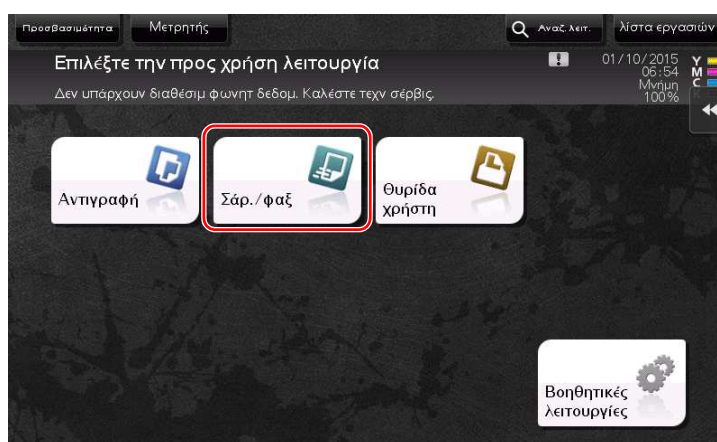 Προσβασιμότητα
Μετρητής
Αναζ. λειτ.
λίστα εργασιών
Επιλέξτε την προς χρήση λειτουργία
Δεν υπάρχουν διαθέσιμ φωνητ δεδομ. Καλέστε τεχν σέρβις.
01/10/2015
06:54
Μνήμη
100%
Y
M
C
Αντιγραφή
Σάρ./φαξ
Θυρίδα
χρήστη
Βοηθητικές
λειτουργίες